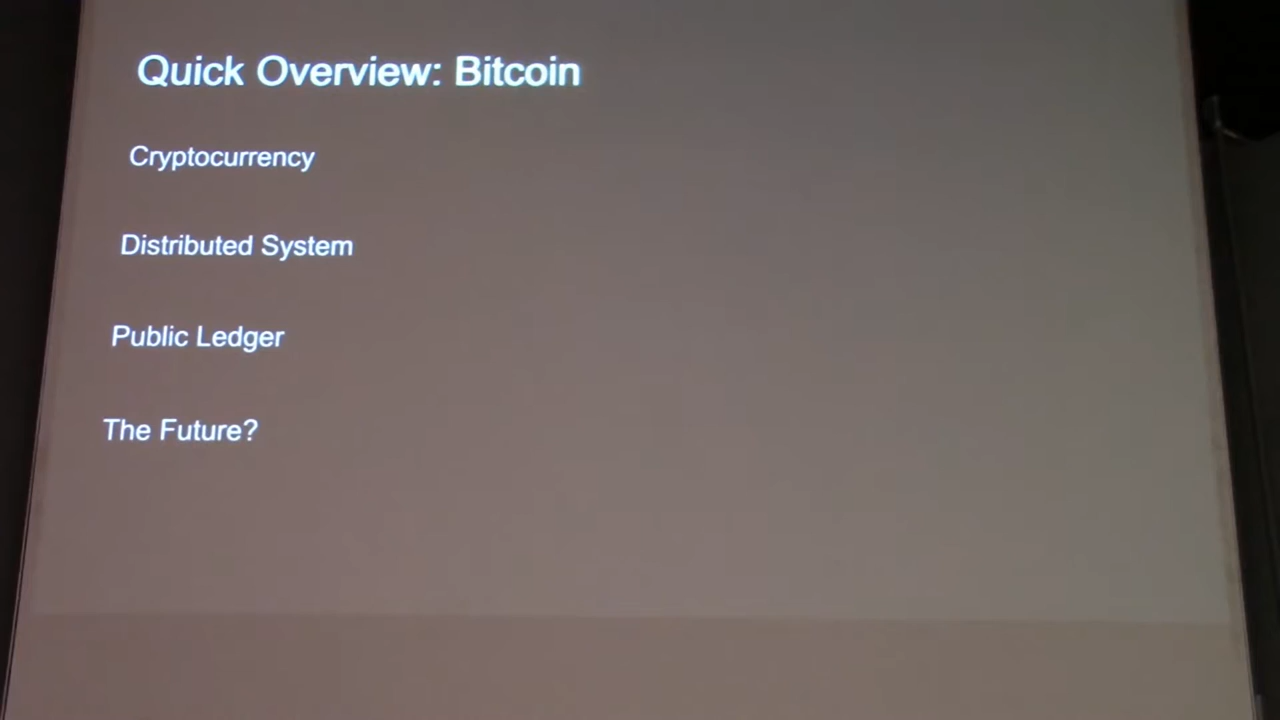 Quick Overview: Bitcoin
Cryptocurrency
Distributed System
Public Ledger
The Future?